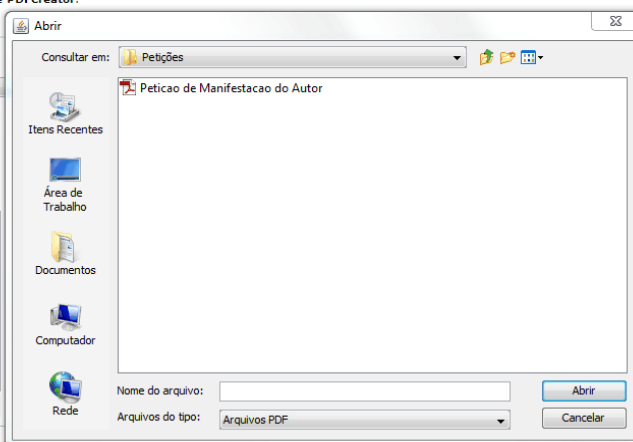 e PDFCreator.
Abrir
Consultar em:
Petições
Peticao de Manifestacao do Autor
Itens Recentes
Área de
Trabalho
Documentos
Computador
Rede
Nome do arquivo:
Abrir
Arquivos do tipo:
Arquivos PDF
Cancelar